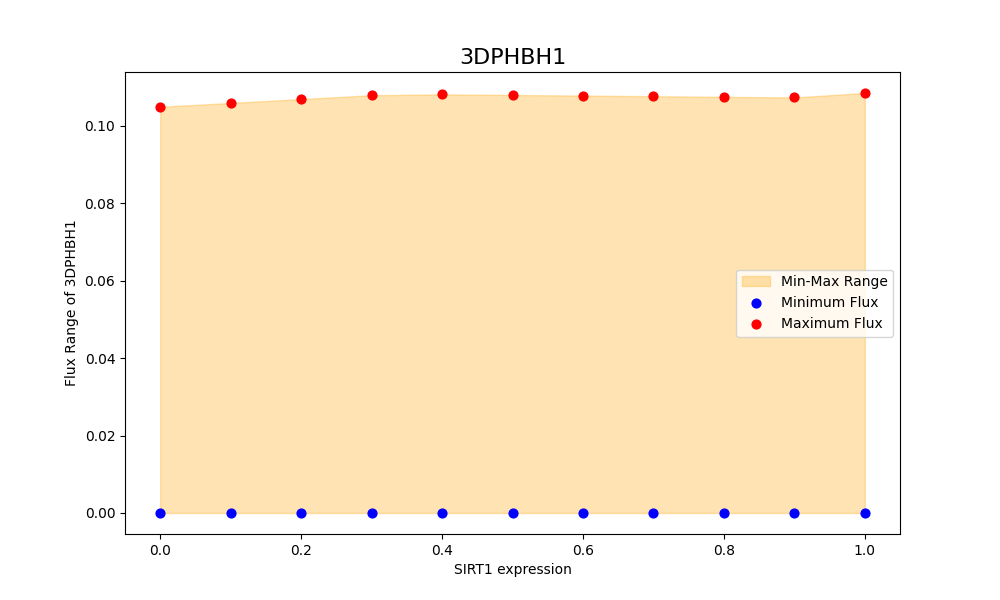 3DPHBH1
Flux Range of 3DPHBH1
0.10
0.08
0.06
0.04
0.02
0.00
Min-Max Range
Minimum Flux
Maximum Flux
0.0 0.2 0.4 0.6 0.8 1.0
SIRT1 expression